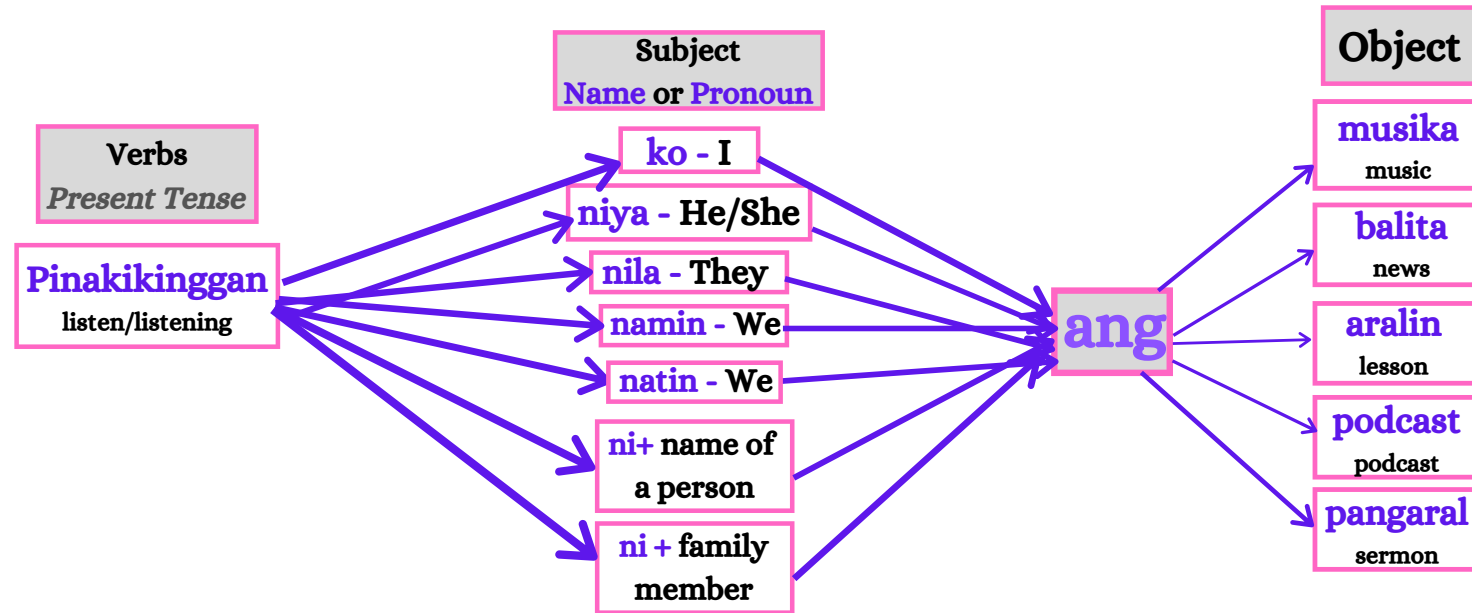 Verbs
Present Tense
Pinakikinggan
listen/listening
Subject
Name or Pronoun
ko - I
niya - He/She
nila - They
namin - We
natin - We
ni+ name of
a person
ni + family
member
ang
Object
musika
music
balita
news
aralin
lesson
podcast
podcast
pangaral
sermon